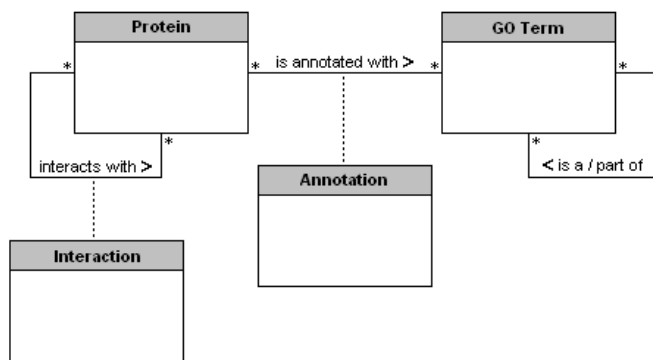 Protein
GO Term
* * is annotated with > * *
* *
interacts with > < is a / part of
Annotation
Interaction